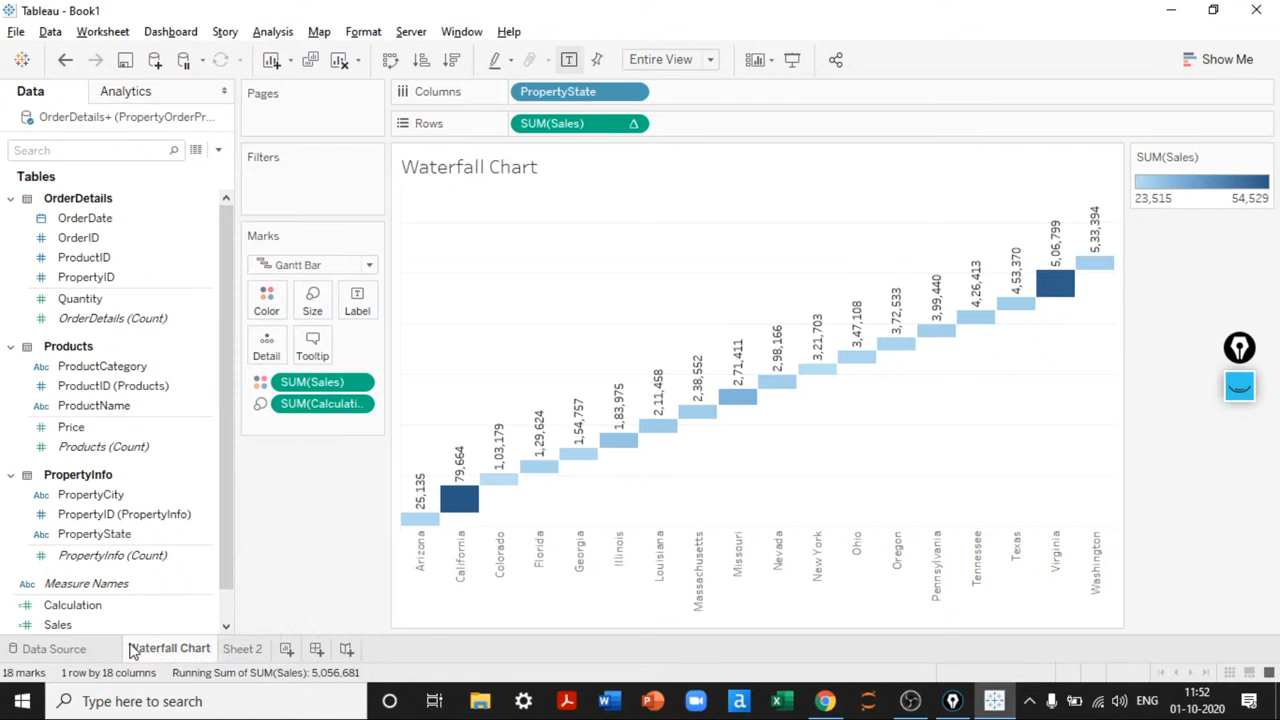 Tableau - Book1
File Data Worksheet Dashboard Story Analysis Map Format Server Window Help
Entire View
Show Me
Data Analytics
OrderDetails+ (PropertyOrderPr...
Search
Tables
OrderDetails
OrderDate
OrderID
ProductID
PropertyID
Quantity
OrderDetails (Count)
Products
Abc ProductCategory
ProductID (Products)
Abc ProductName
Price
Products (Count)
PropertyInfo
Abc PropertyCity
PropertyID (PropertyInfo)
Abc PropertyState
PropertyInfo (Count)
Abc Measure Names
Calculation
Sales
Pages
Filters
Marks
Gantt Bar
Color Size Label
Detail Tooltip
SUM(Sales)
SUM(Calculati..
Columns PropertyState
Rows SUM(Sales)
Waterfall Chart
25,135
79,664
1,03,179
1,29,624
1,54,757
1,83,975
2,11,458
2,38,552
2,71,411
2,98,166
3,21,703
3,47,108
3,72,533
3,99,440
4,26,413
4,53,370
5,06,799
5,33,394
Arizona
California
Colorado
Florida
Georgia
Illinois
Louisiana
Massachusetts
Missouri
Nevada
New York
Ohio
Oregon
Pennsylvania
Tennessee
Texas
Virginia
Washington
SUM(Sales)
23,515 54,529
Data Source Waterfall Chart Sheet 2
18 marks 1 row by 18 columns Running Sum of SUM(Sales): 5,056,681
Type here to search
ENG
11:52
01-10-2020